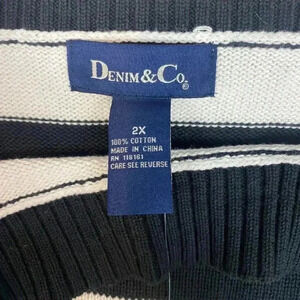 DENIM & CO.®
2X
100% COTTON
MADE IN CHINA
RN 118161
CARE SEE REVERSE